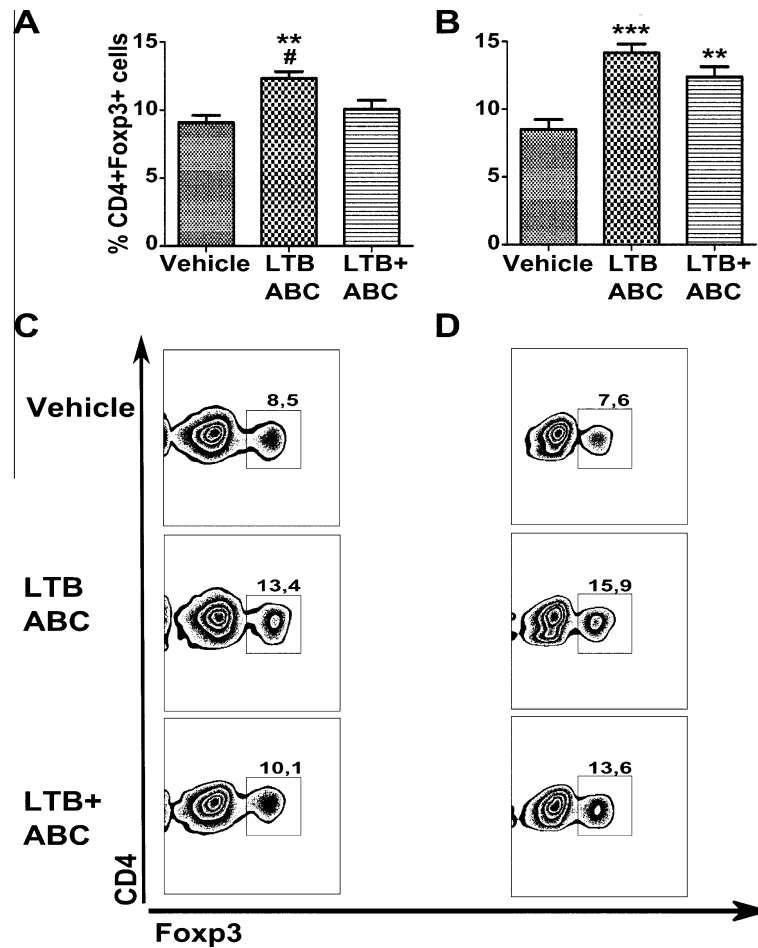 A
B
% CD4+Foxp3+ cells
15
10
5
0
**
#
Vehicle
LTB
ABC
LTB+
ABC
15
10
5
0
***
**
Vehicle
LTB
ABC
LTB+
ABC
C
D
Vehicle
8,5
7,6
LTB
ABC
13,4
15,9
LTB+
ABC
10,1
13,6
CD4
Foxp3